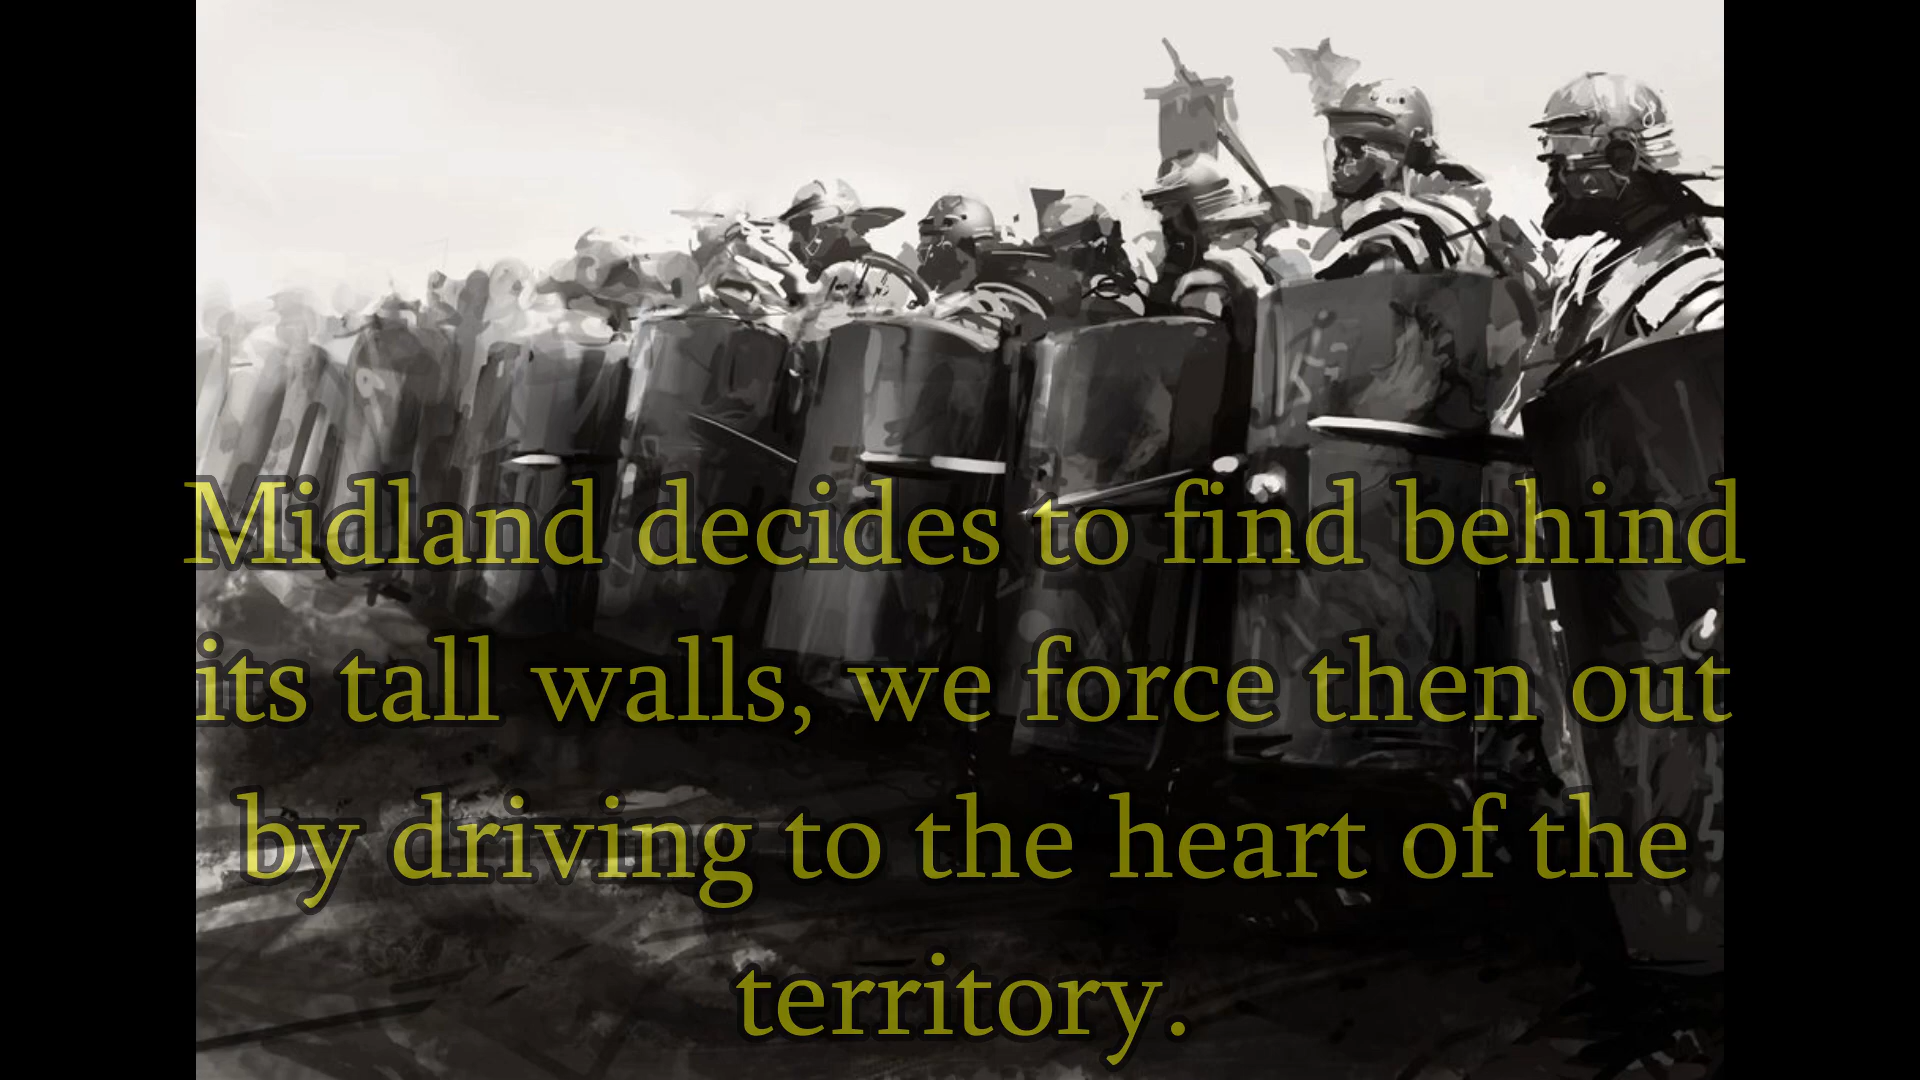 Midland decides to find behind
its tall walls, we force then out
by driving to the heart of the
territory.